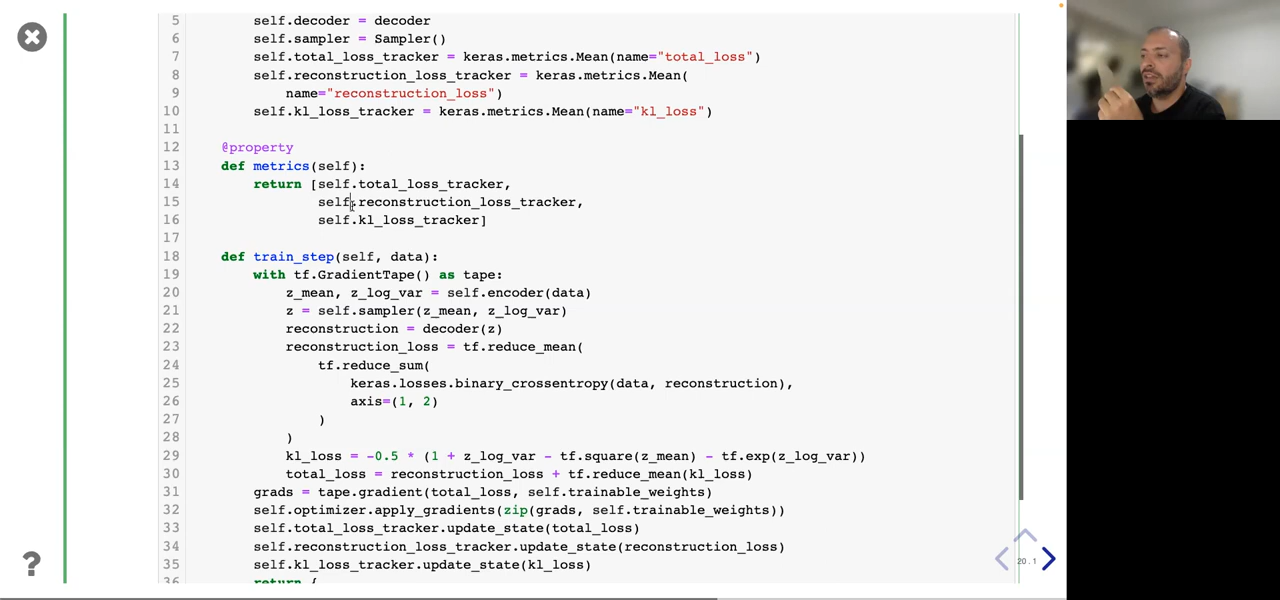 5 self.decoder = decoder
6 self.sampler = Sampler()
7 self.total_loss_tracker = keras.metrics.Mean(name="total_loss")
8 self.reconstruction_loss_tracker = keras.metrics.Mean(
9 name="reconstruction_loss")
10 self.kl_loss_tracker = keras.metrics.Mean(name="kl_loss")
11
12 @property
13 def metrics(self):
14 return [self.total_loss_tracker,
15 self.reconstruction_loss_tracker,
16 self.kl_loss_tracker]
17
18 def train_step(self, data):
19 with tf.GradientTape() as tape:
20 z_mean, z_log_var = self.encoder(data)
21 z = self.sampler(z_mean, z_log_var)
22 reconstruction = decoder(z)
23 reconstruction_loss = tf.reduce_mean(
24 tf.reduce_sum(
25 keras.losses.binary_crossentropy(data, reconstruction),
26 axis=(1, 2)
27 )
28 )
29 kl_loss = -0.5 * (1 + z_log_var - tf.square(z_mean) - tf.exp(z_log_var))
30 total_loss = reconstruction_loss + tf.reduce_mean(kl_loss)
31 grads = tape.gradient(total_loss, self.trainable_weights)
32 self.optimizer.apply_gradients(zip(grads, self.trainable_weights))
33 self.total_loss_tracker.update_state(total_loss)
34 self.reconstruction_loss_tracker.update_state(reconstruction_loss)
35 self.kl_loss_tracker.update_state(kl_loss)
36 return {
?
20.1